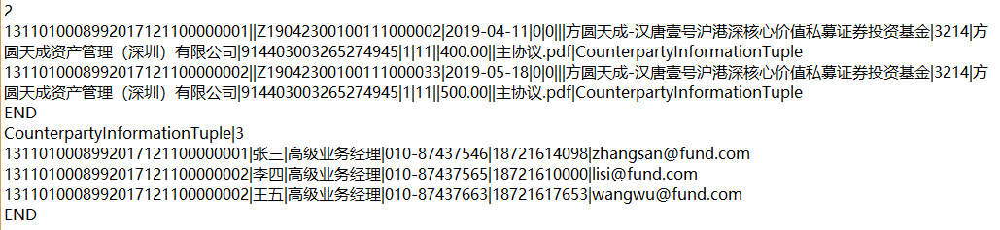 2
1311010008992017121100000001||Z19042300100111000002|2019-04-11|0|0|||方圆天成-汉唐壹号沪港深核心价值私募证券投资基金|3214|方
圆天成资产管理（深圳）有限公司|914403003265274945|1|11||400.00||主协议.pdf|CounterpartyInformationTuple
1311010008992017121100000002||Z19042300100111000033|2019-05-18|0|0|||方圆天成-汉唐壹号沪港深核心价值私募证券投资基金|3214|方
圆天成资产管理（深圳）有限公司|914403003265274945|1|11||500.00||主协议.pdf|CounterpartyInformationTuple
END
CounterpartyInformationTuple|3
1311010008992017121100000001|张三|高级业务经理|010-87437546|18721614098|zhangsan@fund.com
1311010008992017121100000002|李四|高级业务经理|010-87437565|18721610000|lisi@fund.com
1311010008992017121100000002|王五|高级业务经理|010-87437663|18721617653|wangwu@fund.com
END